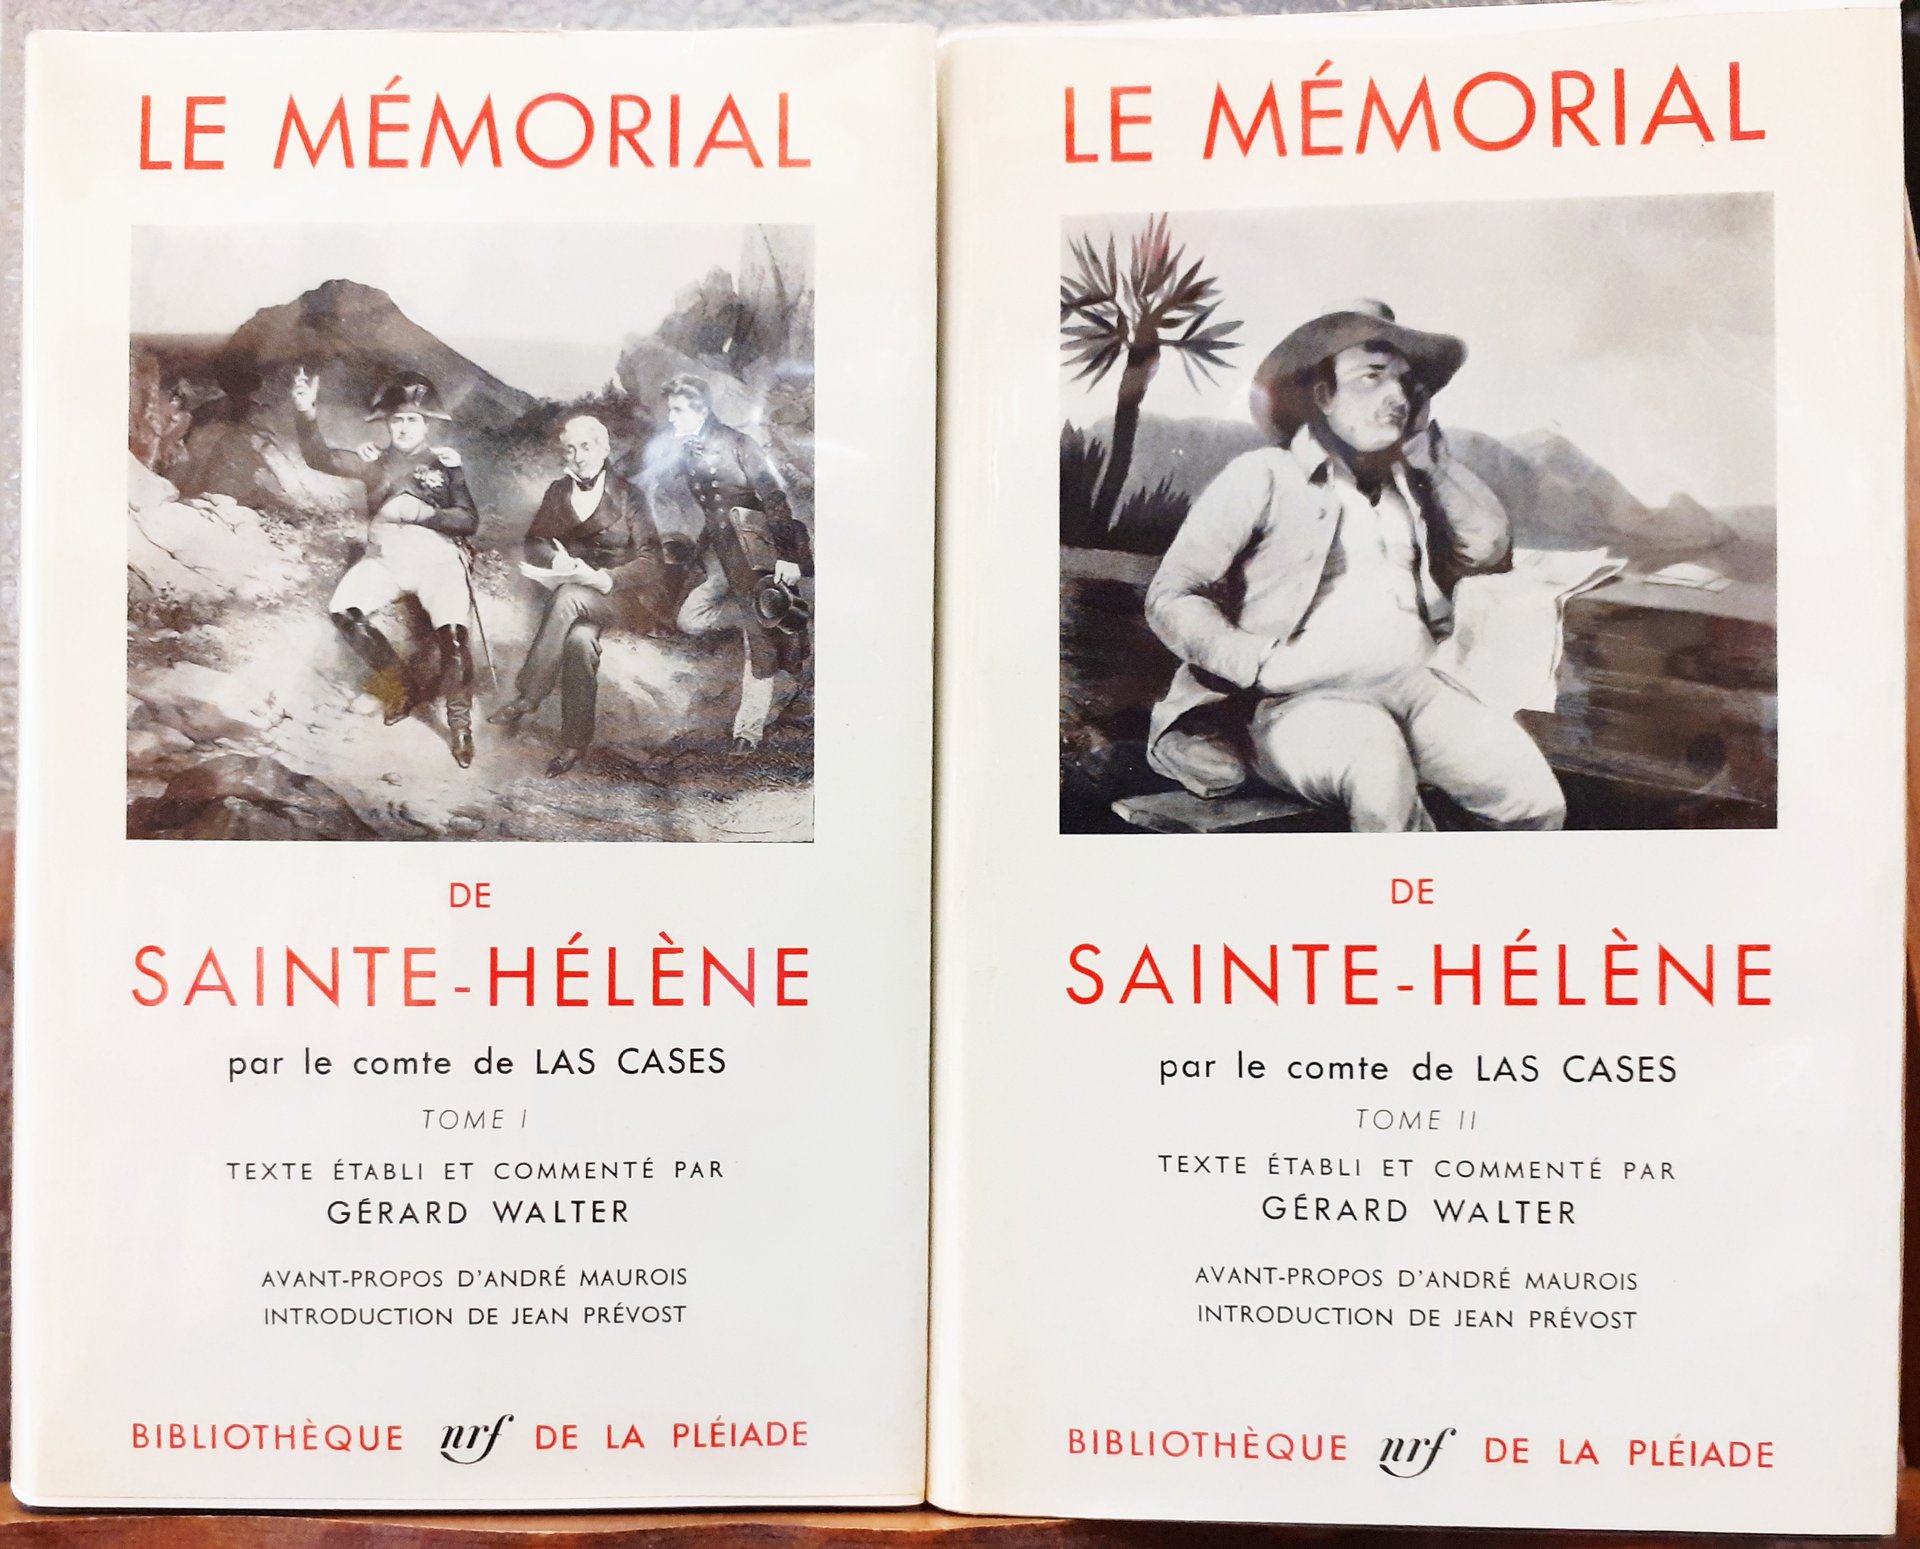 LE MÉMORIAL
DE
SAINTE-HÉLÈNE
par le comte de LAS CASES
TOME I
TEXTE ÉTABLI ET COMMENTÉ PAR
GÉRARD WALTER
AVANT-PROPOS D'ANDRÉ MAUROIS
INTRODUCTION DE JEAN PRÉVOST
BIBLIOTHÈQUE nrf DE LA PLÉIADE
LE MÉMORIAL
DE
SAINTE-HÉLÈNE
par le comte de LAS CASES
TOME II
TEXTE ÉTABLI ET COMMENTÉ PAR
GÉRARD WALTER
AVANT-PROPOS D'ANDRÉ MAUROIS
INTRODUCTION DE JEAN PRÉVOST
BIBLIOTHÈQUE nrf DE LA PLÉIADE